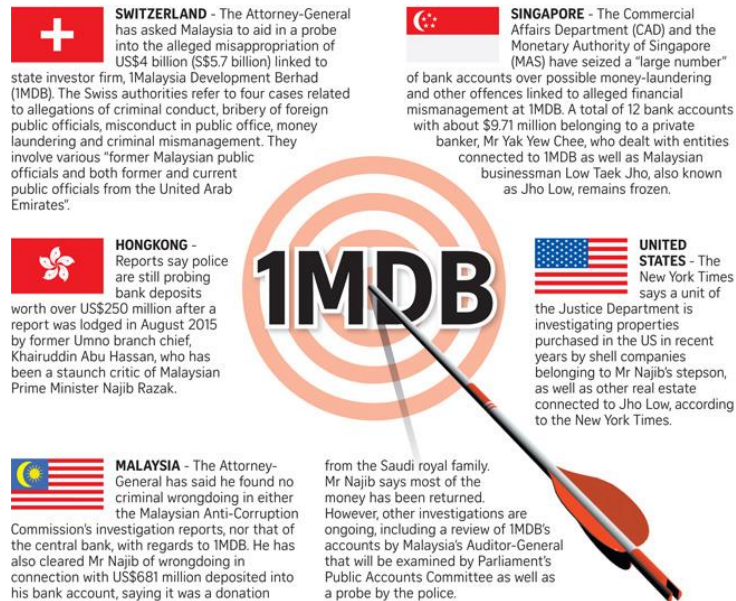 SWITZERLAND - The Attorney-General
has asked Malaysia to aid in a probe
into the alleged misappropriation of
US$4 billion (S$5.7 billion) linked to
state investor firm, 1Malaysia Development Berhad
(1MDB). The Swiss authorities refer to four cases related
to allegations of criminal conduct, bribery of foreign
public officials, misconduct in public office, money
laundering and criminal mismanagement. They
involve various "former Malaysian public
officials and both former and current
public officials from the United Arab
Emirates".
SINGAPORE - The Commercial
Affairs Department (CAD) and the
Monetary Authority of Singapore
(MAS) have seized a "large number"
of bank accounts over possible money-laundering
and other offences linked to alleged financial
mismanagement at 1MDB. A total of 12 bank accounts
with about $9.71 million belonging to a private
banker, Mr Yak Yew Chee, who dealt with entities
connected to 1MDB as well as Malaysian
businessman Low Taek Jho, also known
as Jho Low, remains frozen.
HONGKONG -
Reports say police
are still probing
bank deposits
worth over US$250 million after a
report was lodged in August 2015
by former Umno branch chief,
Khairuddin Abu Hassan, who has
been a staunch critic of Malaysian
Prime Minister Najib Razak.
1MDB
UNITED
STATES - The
New York Times
says a unit of
the Justice Department is
investigating properties
purchased in the US in recent
years by shell companies
belonging to Mr Najib's stepson,
as well as other real estate
connected to Jho Low, according
to the New York Times.
MALAYSIA - The Attorney-
General has said he found no
criminal wrongdoing in either
the Malaysian Anti-Corruption
Commission's investigation reports, nor that of
the central bank, with regards to 1MDB. He has
also cleared Mr Najib of wrongdoing in
connection with US$681 million deposited into
his bank account, saying it was a donation
from the Saudi royal family.
Mr Najib says most of the
money has been returned.
However, other investigations are
ongoing, including a review of 1MDB's
accounts by Malaysia's Auditor-General
that will be examined by Parliament's
Public Accounts Committee as well as
a probe by the police.